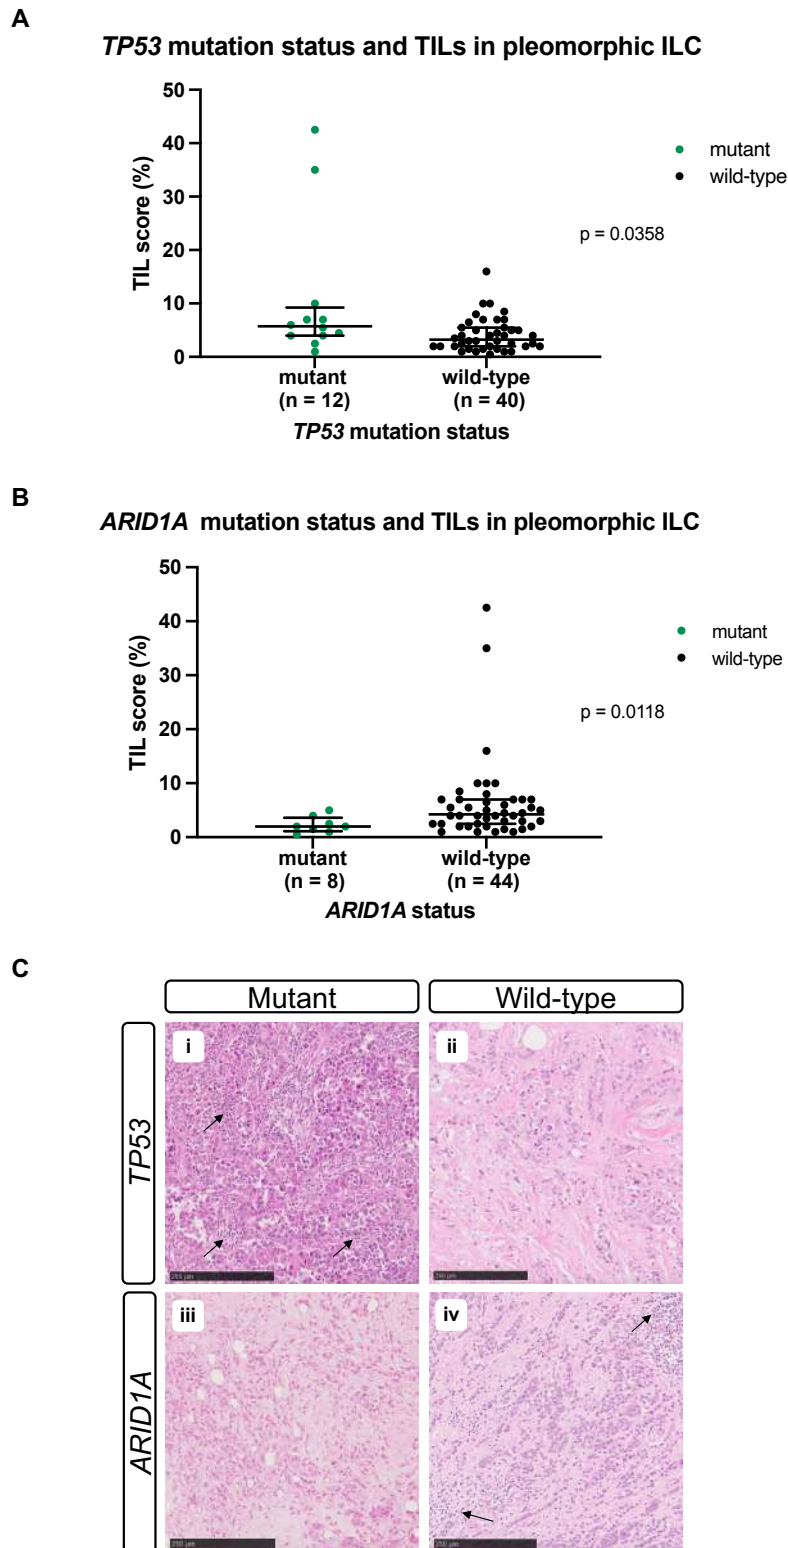 A
TP53 mutation status and TILs in pleomorphic ILC
50
40
30
20
10
0
TIL score (%)
mutant
wild-type
p = 0.0358
mutant
(n = 12)
wild-type
(n = 40)
TP53 mutation status
B
ARID1A mutation status and TILs in pleomorphic ILC
50
40
30
20
10
0
TIL score (%)
mutant
wild-type
p = 0.0118
mutant
(n = 8)
wild-type
(n = 44)
ARID1A status
C
Mutant
Wild-type
TP53
i
ii
ARID1A
iii
iv
250 µm